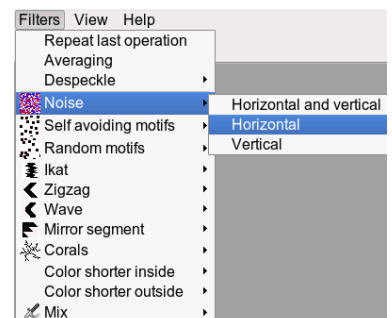 Filters View Help
Repeat last operation
Averaging
Despeckle
Noise
Horizontal and vertical
Self avoiding motifs
Horizontal
Random motifs
Vertical
Ikat
Zigzag
Wave
Mirror segment
Corals
Color shorter inside
Color shorter outside
Mix